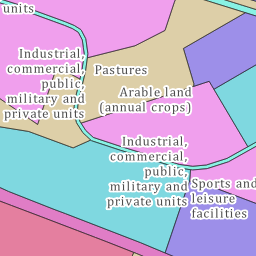 units
Industrial,
commercial,
public,
military and
private units
Pastures
Arable land
(annual crops)
Industrial,
commercial,
public,
military and
private units
Sports and
leisure
facilities